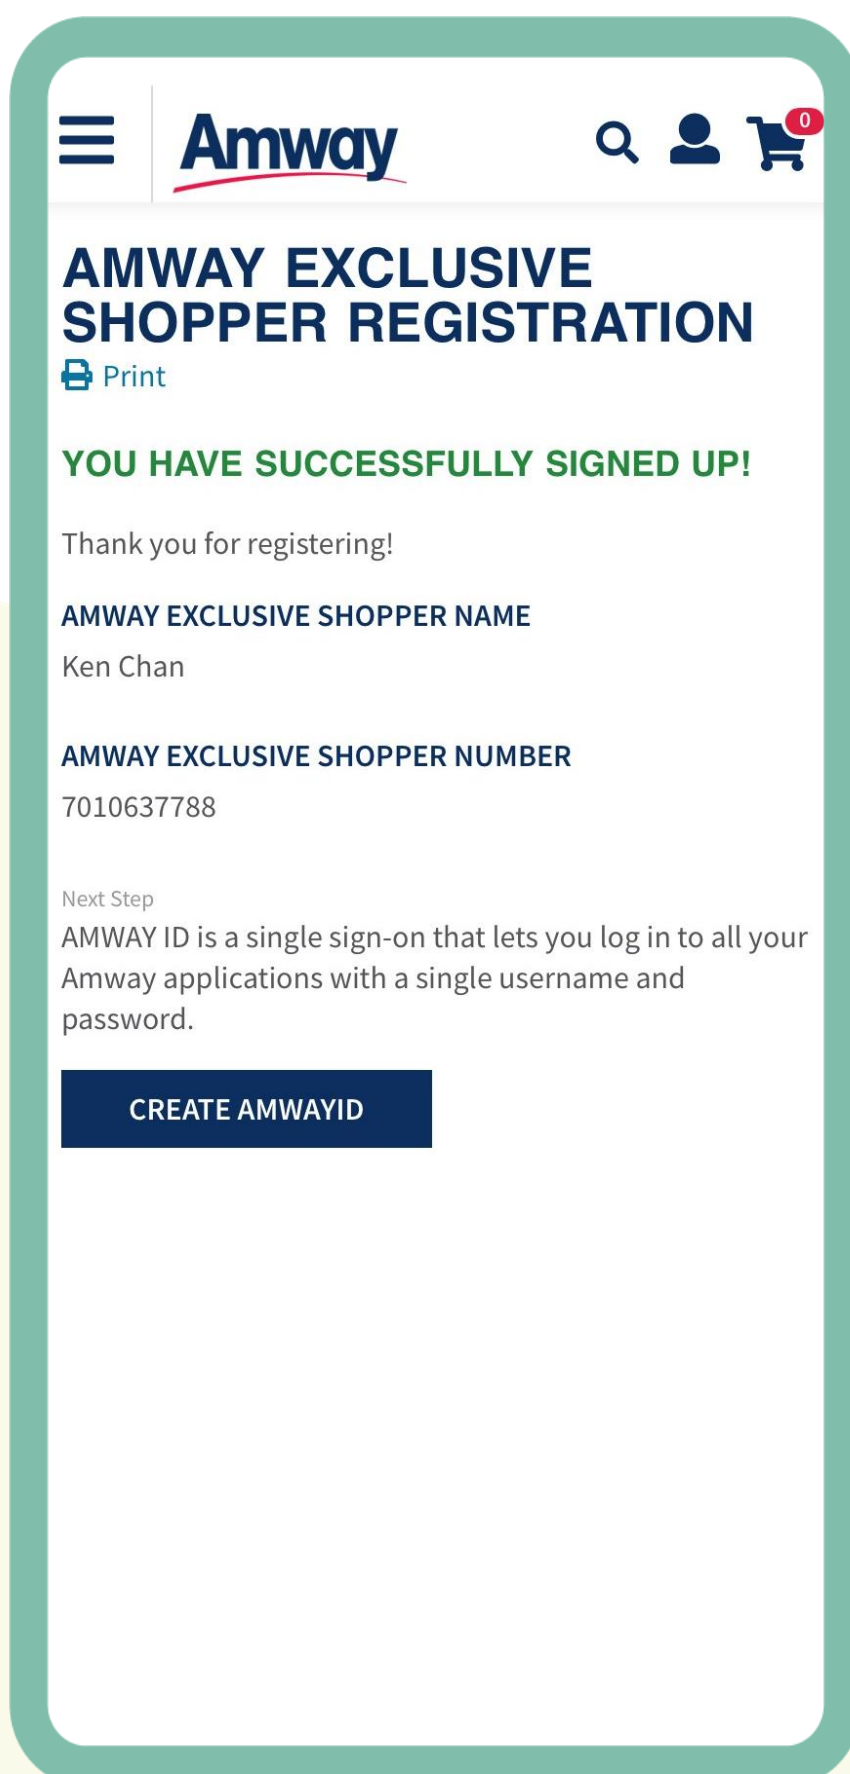 Amway
0
AMWAY EXCLUSIVE
SHOPPER REGISTRATION
Print
YOU HAVE SUCCESSFULLY SIGNED UP!
Thank you for registering!
AMWAY EXCLUSIVE SHOPPER NAME
Ken Chan
AMWAY EXCLUSIVE SHOPPER NUMBER
7010637788
Next Step
AMWAY ID is a single sign-on that lets you log in to all your
Amway applications with a single username and
password.
CREATE AMWAYID